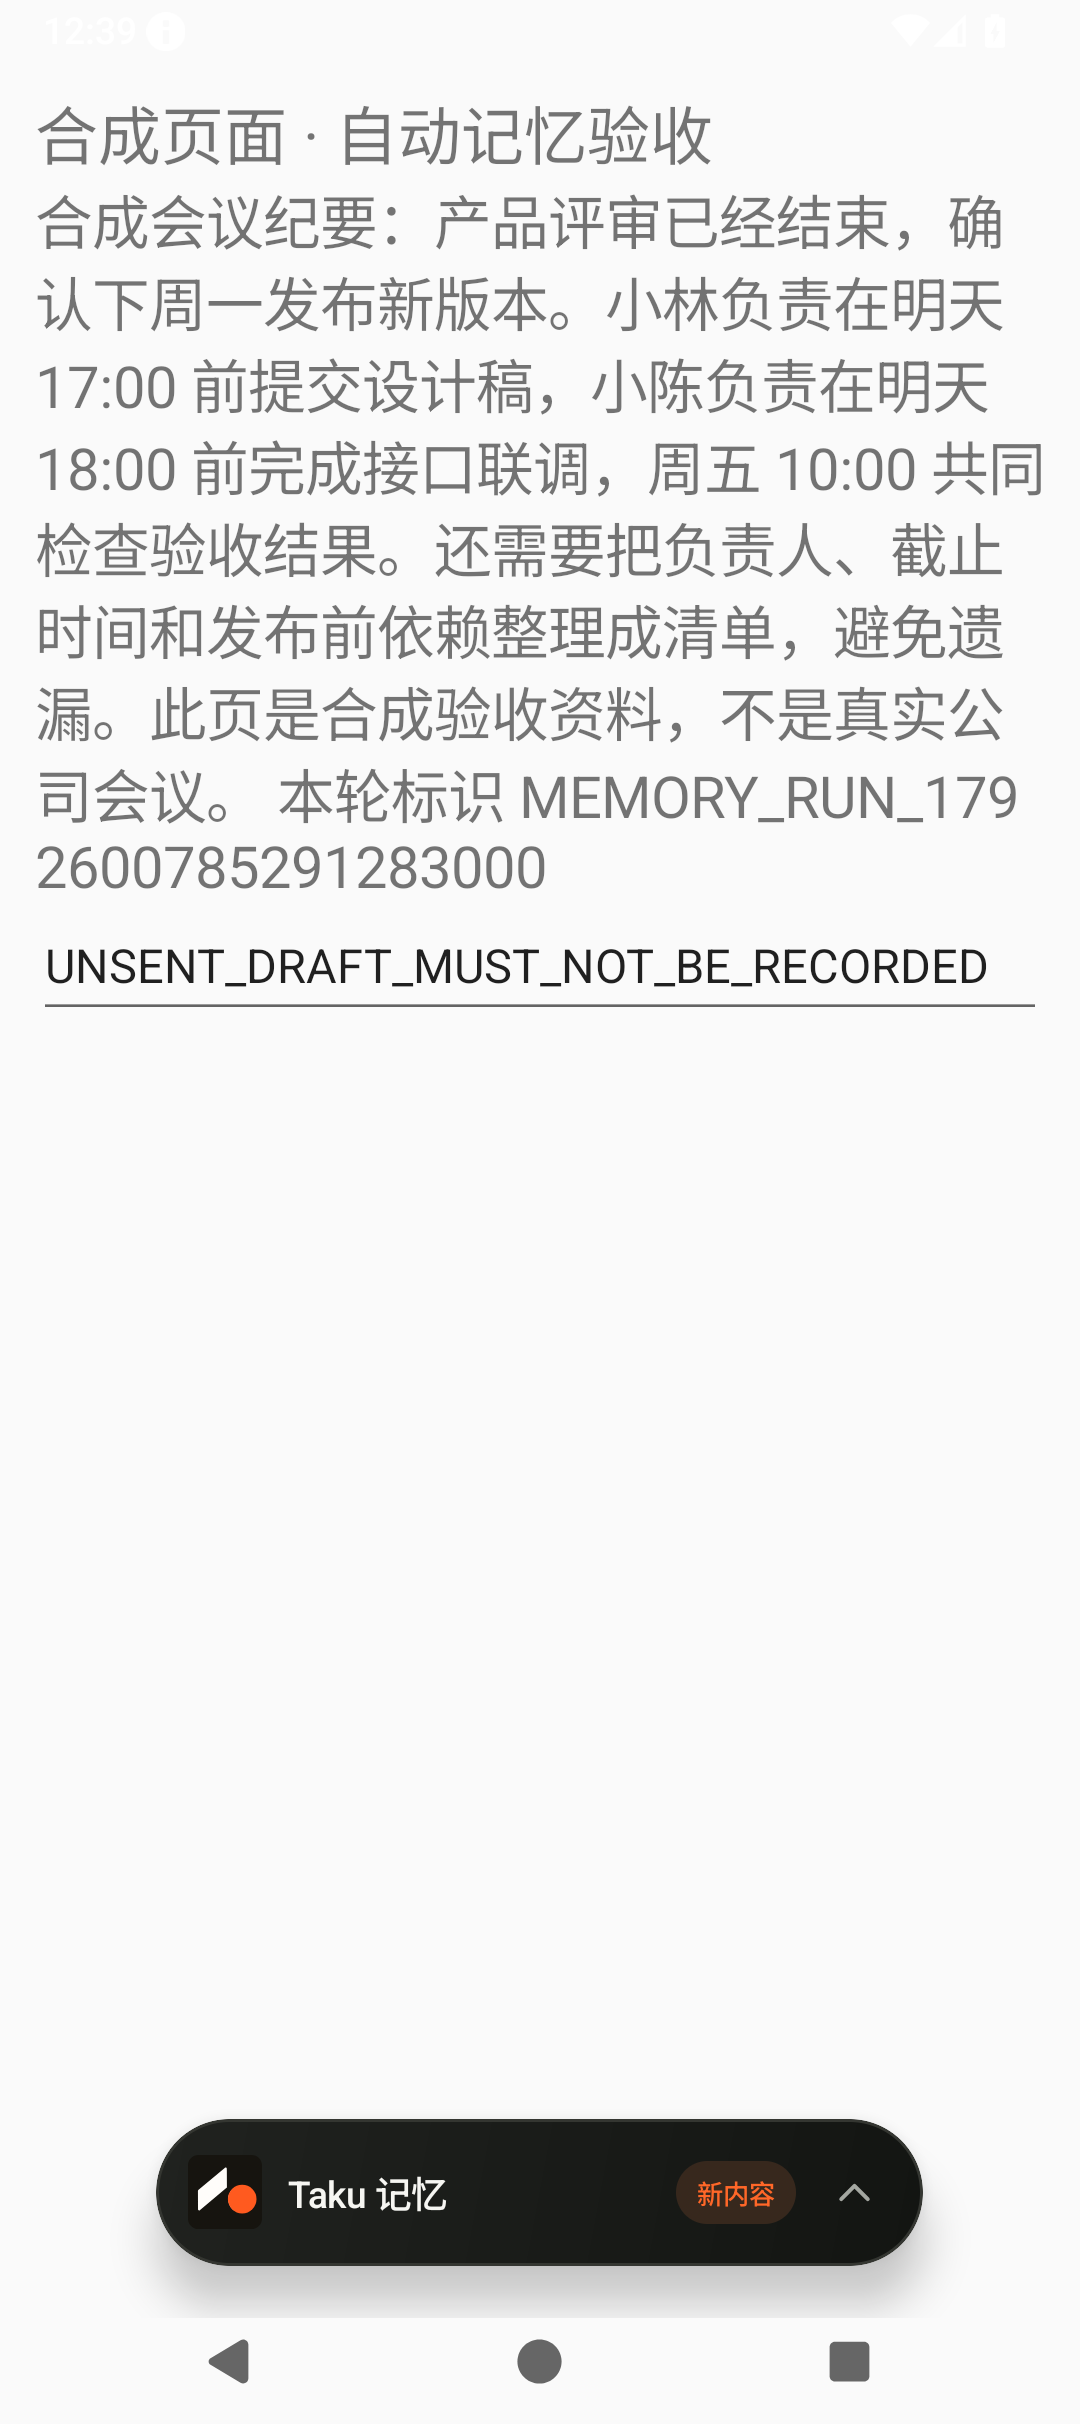 12:39
合成页面 · 自动记忆验收
合成会议纪要：产品评审已经结束，确
认下周一发布新版本。小林负责在明天
17:00 前提交设计稿，小陈负责在明天
18:00 前完成接口联调，周五 10:00 共同
检查验收结果。还需要把负责人、截止
时间和发布前依赖整理成清单，避免遗
漏。此页是合成验收资料，不是真实公
司会议。 本轮标识 MEMORY_RUN_179
2600785291283000
UNSENT_DRAFT_MUST_NOT_BE_RECORDED
Taku 记忆
新内容